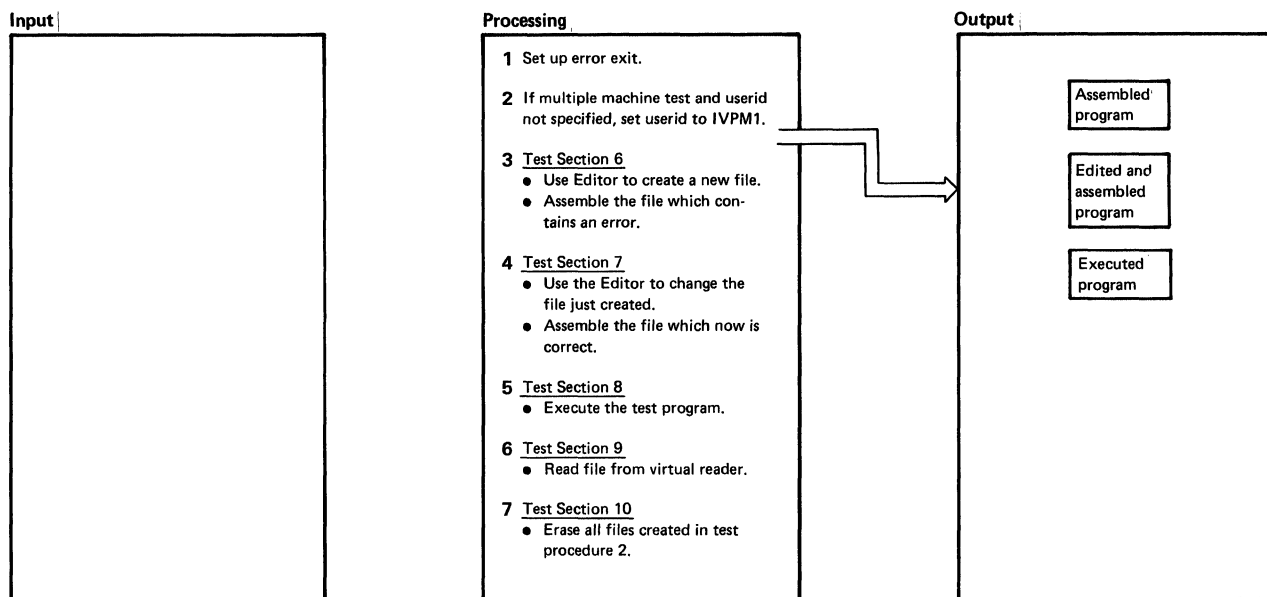 Input
Processing
Output
1 Set up error exit.
2 If multiple machine test and userid
not specified, set userid to IVPM1.
3 Test Section 6
● Use Editor to create a new file.
● Assemble the file which con-
tains an error.
4 Test Section 7
● Use the Editor to change the
file just created.
● Assemble the file which now is
correct.
5 Test Section 8
● Execute the test program.
6 Test Section 9
● Read file from virtual reader.
7 Test Section 10
● Erase all files created in test
procedure 2.
Assembled
program
Edited and
assembled
program
Executed
program